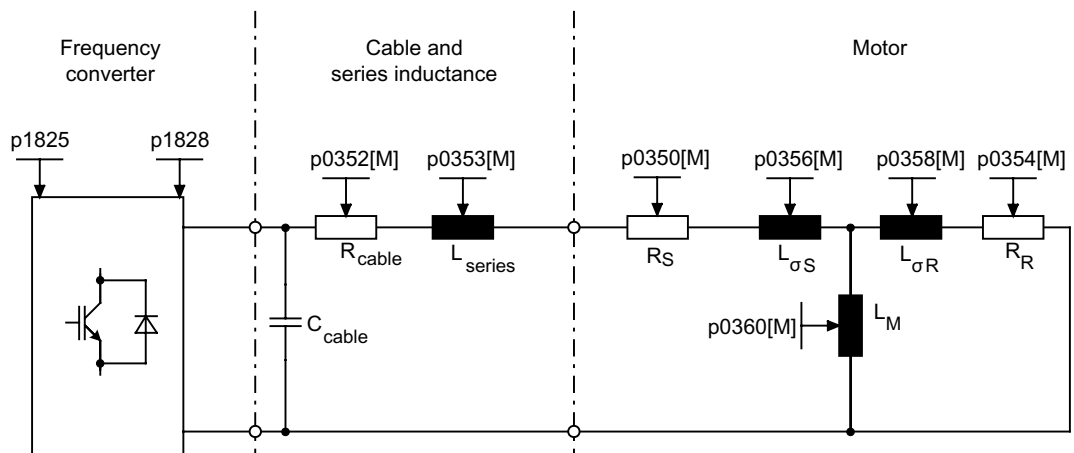 Frequency
converter
Cable and
series inductance
Motor
p1825
p1828
p0352[M]
p0353[M]
p0350[M]
p0356[M]
p0358[M]
p0354[M]
Rcable
Lseries
RS
LσS
LσR
RR
Ccable
p0360[M]
LM